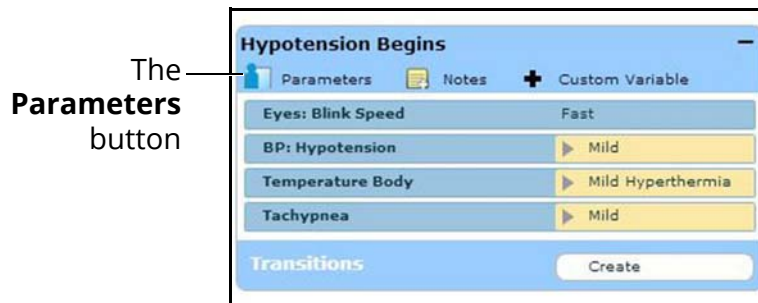 The
Parameters
button
Hypotension Begins
Parameters Notes Custom Variable
Eyes: Blink Speed Fast
BP: Hypotension Mild
Temperature Body Mild Hyperthermia
Tachypnea Mild
Transitions Create